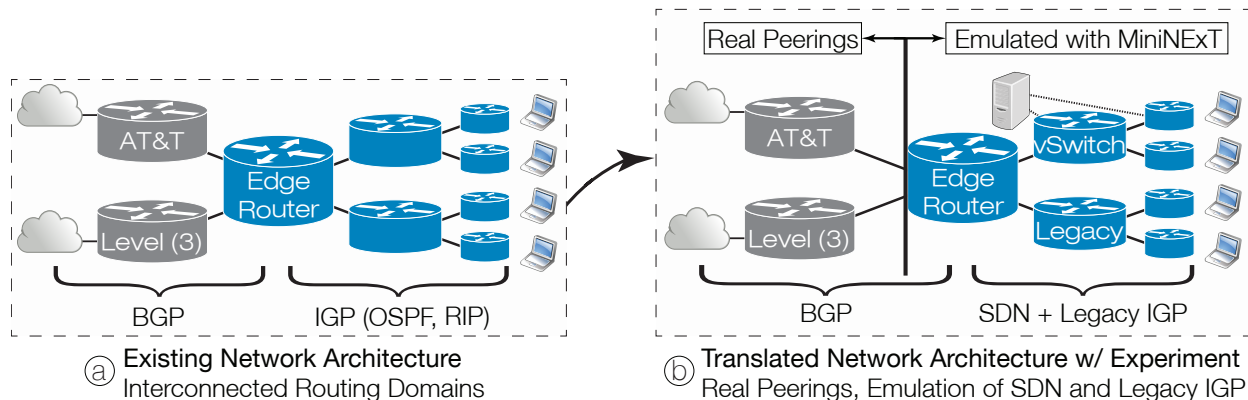 AT&T
Level (3)
Edge
Router
BGP
IGP (OSPF, RIP)
a Existing Network Architecture
Interconnected Routing Domains
Real Peerings
Emulated with MiniNExT
AT&T
Level (3)
Edge
Router
vSwitch
Legacy
BGP
SDN + Legacy IGP
b Translated Network Architecture w/ Experiment
Real Peerings, Emulation of SDN and Legacy IGP